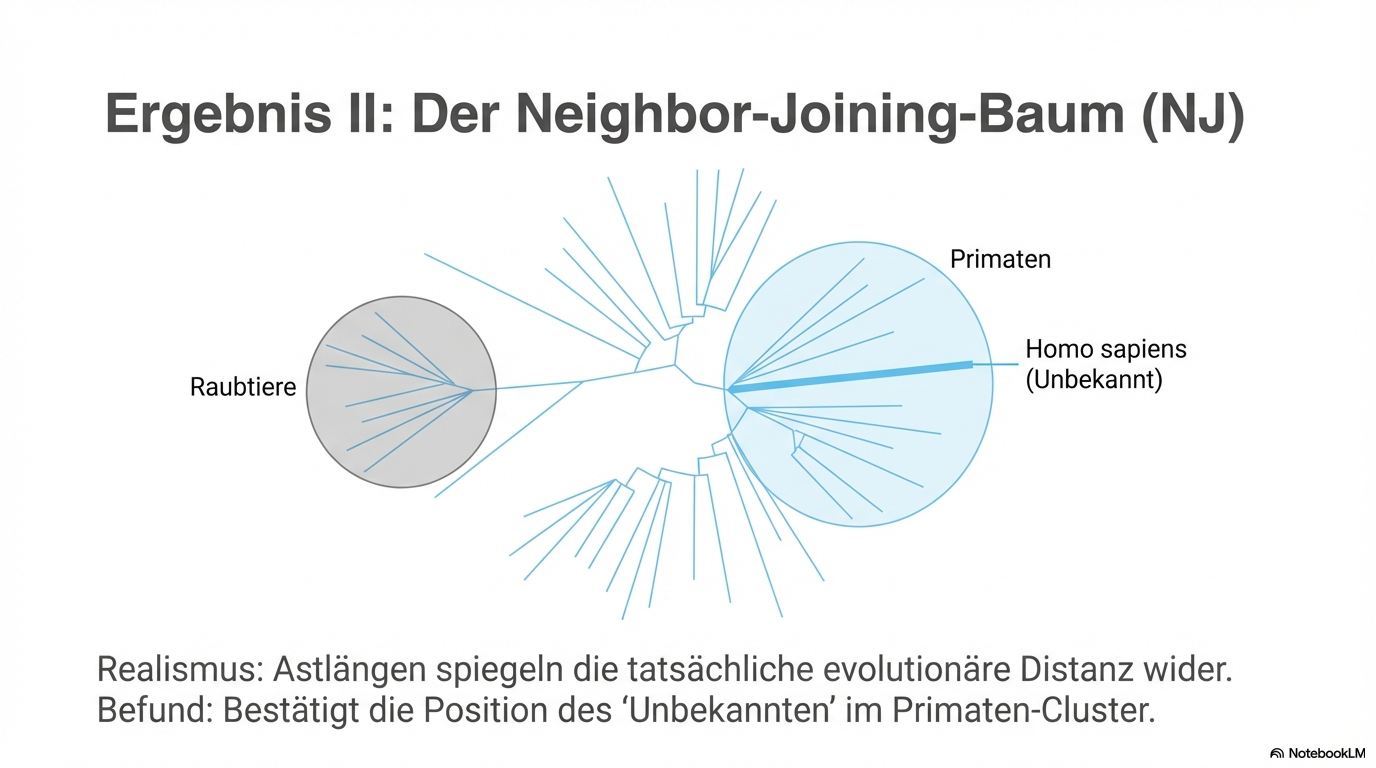 Ergebnis II: Der Neighbor-Joining-Baum (NJ)
Primaten
Raubtiere
Homo sapiens
(Unbekannt)
Realismus: Astlängen spiegeln die tatsächliche evolutionäre Distanz wider.
Befund: Bestätigt die Position des ‘Unbekannten’ im Primaten-Cluster.
NotebookLM